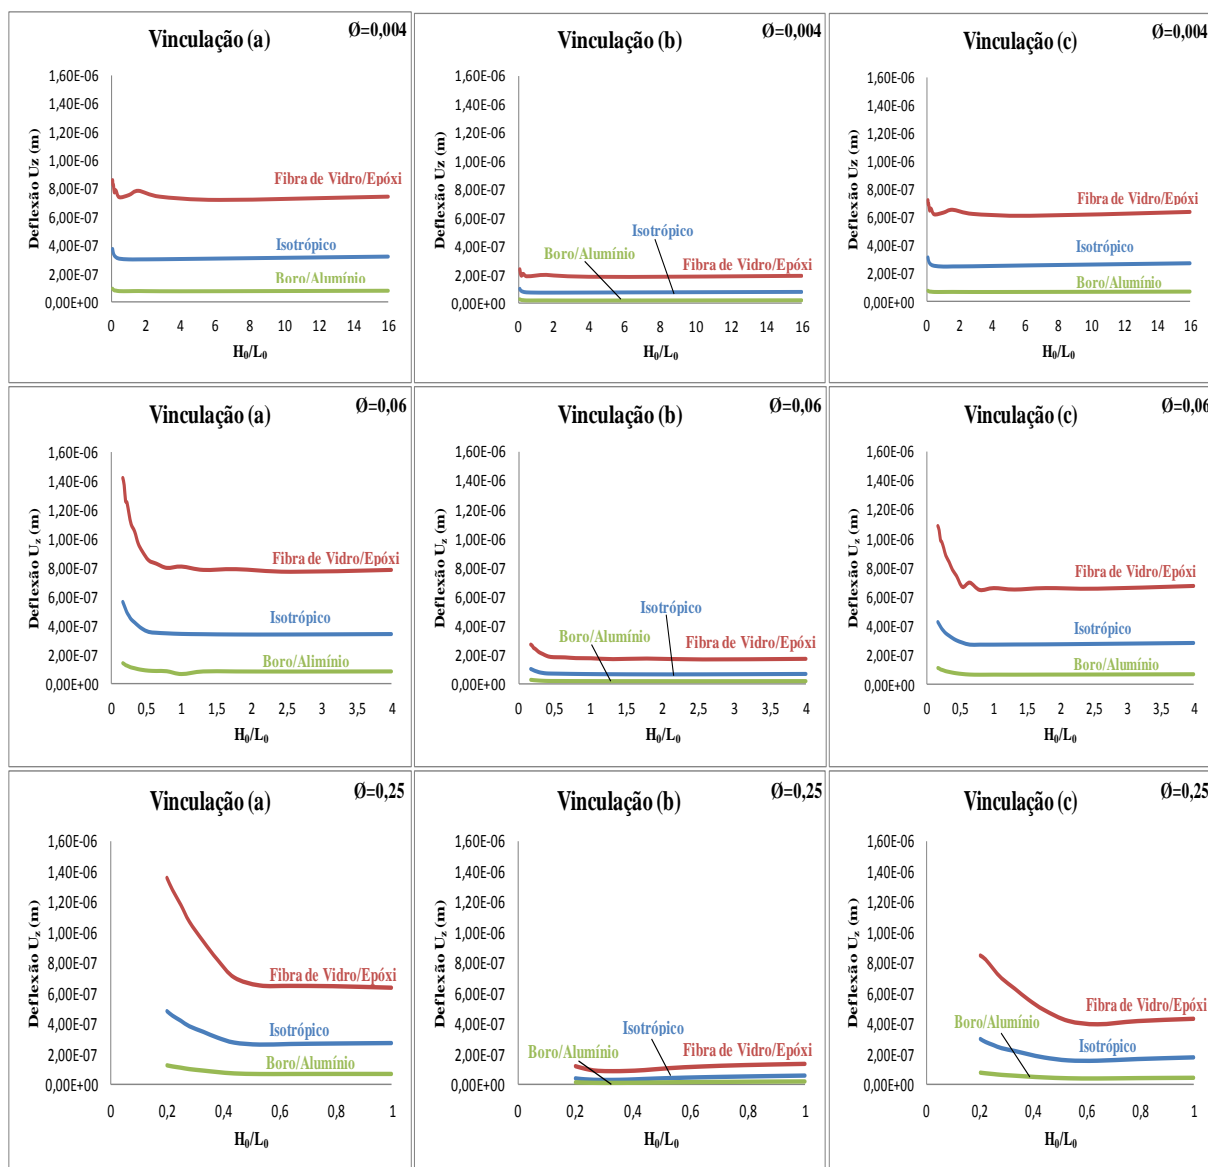 Vinculação (a)
Ø=0,004
Deflexão Uz (m)
1,60E-06
1,40E-06
1,20E-06
1,00E-06
8,00E-07
6,00E-07
4,00E-07
2,00E-07
0,00E+00
Fibra de Vidro/Epóxi
Isotrópico
Boro/Alumínio
0 2 4 6 8 10 12 14 16
H₀/L₀
Vinculação (b)
Ø=0,004
Deflexão Uz (m)
1,60E-06
1,40E-06
1,20E-06
1,00E-06
8,00E-07
6,00E-07
4,00E-07
2,00E-07
0,00E+00
Isotrópico
Boro/Alumínio
Fibra de Vidro/Epóxi
0 2 4 6 8 10 12 14 16
H₀/L₀
Vinculação (c)
Ø=0,004
Deflexão Uz (m)
1,60E-06
1,40E-06
1,20E-06
1,00E-06
8,00E-07
6,00E-07
4,00E-07
2,00E-07
0,00E+00
Fibra de Vidro/Epóxi
Isotrópico
Boro/Alumínio
0 2 4 6 8 10 12 14 16
H₀/L₀
Vinculação (a)
Ø=0,06
Deflexão U_z (m)
1,60E-06
1,40E-06
1,20E-06
1,00E-06
8,00E-07
6,00E-07
4,00E-07
2,00E-07
0,00E+00
Fibra de Vidro/Epóxi
Isotrópico
Boro/Alimínio
0 0,5 1 1,5 2 2,5 3 3,5 4
H₀/L₀
Vinculação (b)
Ø=0,06
Deflexão U_z (m)
1,60E-06
1,40E-06
1,20E-06
1,00E-06
8,00E-07
6,00E-07
4,00E-07
2,00E-07
0,00E+00
Isotrópico
Boro/Alumínio
Fibra de Vidro/Epóxi
0 0,5 1 1,5 2 2,5 3 3,5 4
H₀/L₀
Vinculação (c)
Ø=0,06
Deflexão U_z (m)
1,60E-06
1,40E-06
1,20E-06
1,00E-06
8,00E-07
6,00E-07
4,00E-07
2,00E-07
0,00E+00
Fibra de Vidro/Epóxi
Isotrópico
Boro/Alumínio
0 0,5 1 1,5 2 2,5 3 3,5 4
H₀/L₀
Vinculação (a)
Ø=0,25
Deflexão U_z (m)
1,60E-06
1,40E-06
1,20E-06
1,00E-06
8,00E-07
6,00E-07
4,00E-07
2,00E-07
0,00E+00
Fibra de Vidro/Epóxi
Isotrópico
Boro/Alumínio
0 0,2 0,4 0,6 0,8 1
H₀/L₀
Vinculação (b)
Ø=0,25
Deflexão U_z (m)
1,60E-06
1,40E-06
1,20E-06
1,00E-06
8,00E-07
6,00E-07
4,00E-07
2,00E-07
0,00E+00
Isotrópico
Boro/Alumínio
Fibra de Vidro/Epóxi
0 0,2 0,4 0,6 0,8 1
H₀/L₀
Vinculação (c)
Ø=0,25
Deflexão U_z (m)
1,60E-06
1,40E-06
1,20E-06
1,00E-06
8,00E-07
6,00E-07
4,00E-07
2,00E-07
0,00E+00
Fibra de Vidro/Epóxi
Boro/Alumínio
Isotrópico
0 0,2 0,4 0,6 0,8 1
H₀/L₀